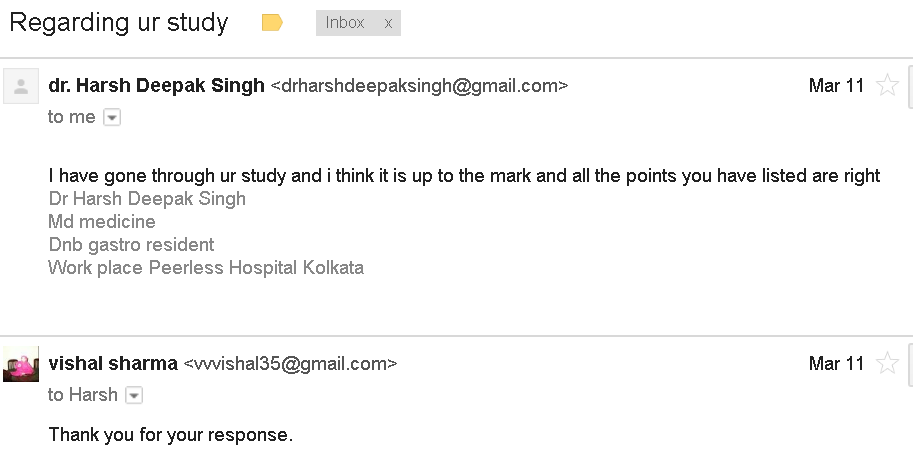 Regarding ur study
Inbox x
dr. Harsh Deepak Singh <drharshdeepaksingh@gmail.com> Mar 11
to me
I have gone through ur study and i think it is up to the mark and all the points you have listed are right
Dr Harsh Deepak Singh
Md medicine
Dnb gastro resident
Work place Peerless Hospital Kolkata
vishal sharma <vvvishal35@gmail.com> Mar 11
to Harsh
Thank you for your response.